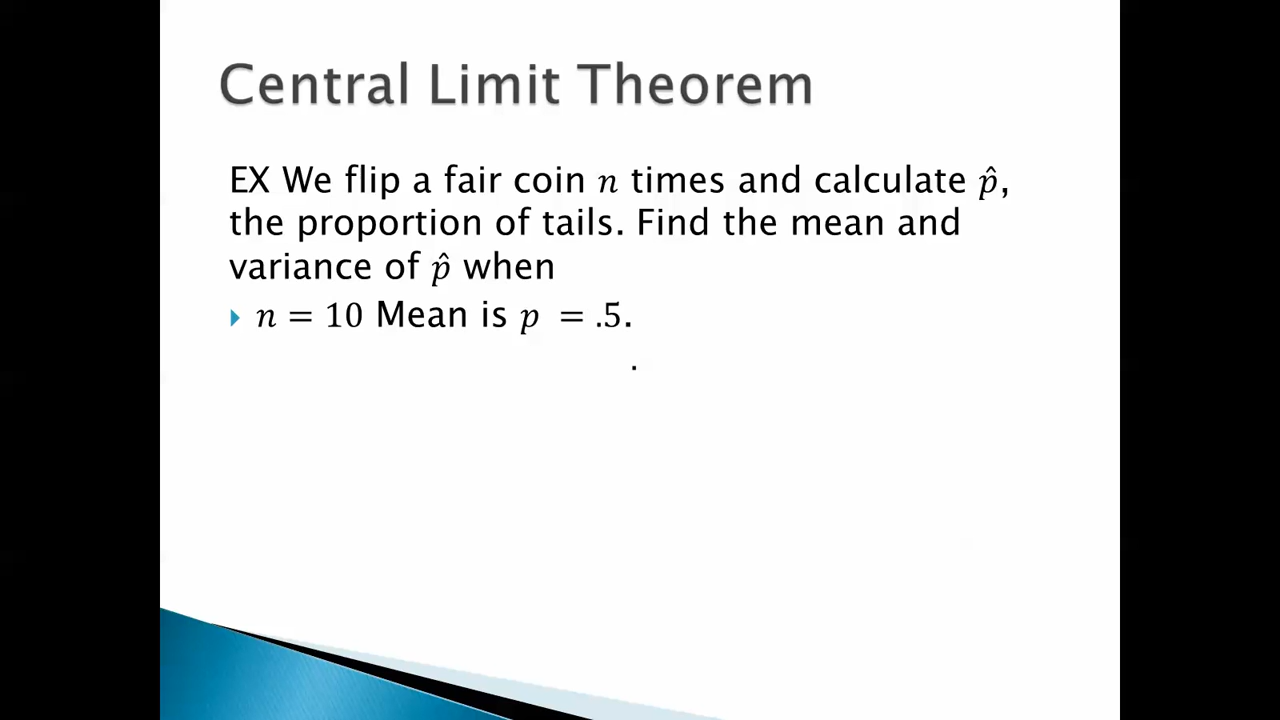 Central Limit Theorem
EX We flip a fair coin n times and calculate p̂,
the proportion of tails. Find the mean and
variance of p̂ when
n = 10 Mean is p = .5.
.